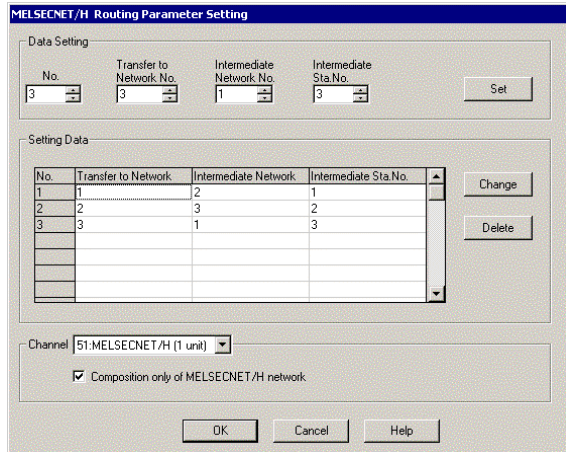 MELSECNET/H Routing Parameter Setting
Data Setting
No. Transfer to Network No. Intermediate Network No. Intermediate Sta.No.
3 3 1 3 Set
Setting Data
No. Transfer to Network Intermediate Network Intermediate Sta.No.
1 1 2 1
2 2 3 2
3 3 1 3
Change
Delete
Channel 51:MELSECNET/H (1 unit)
Composition only of MELSECNET/H network
OK Cancel Help